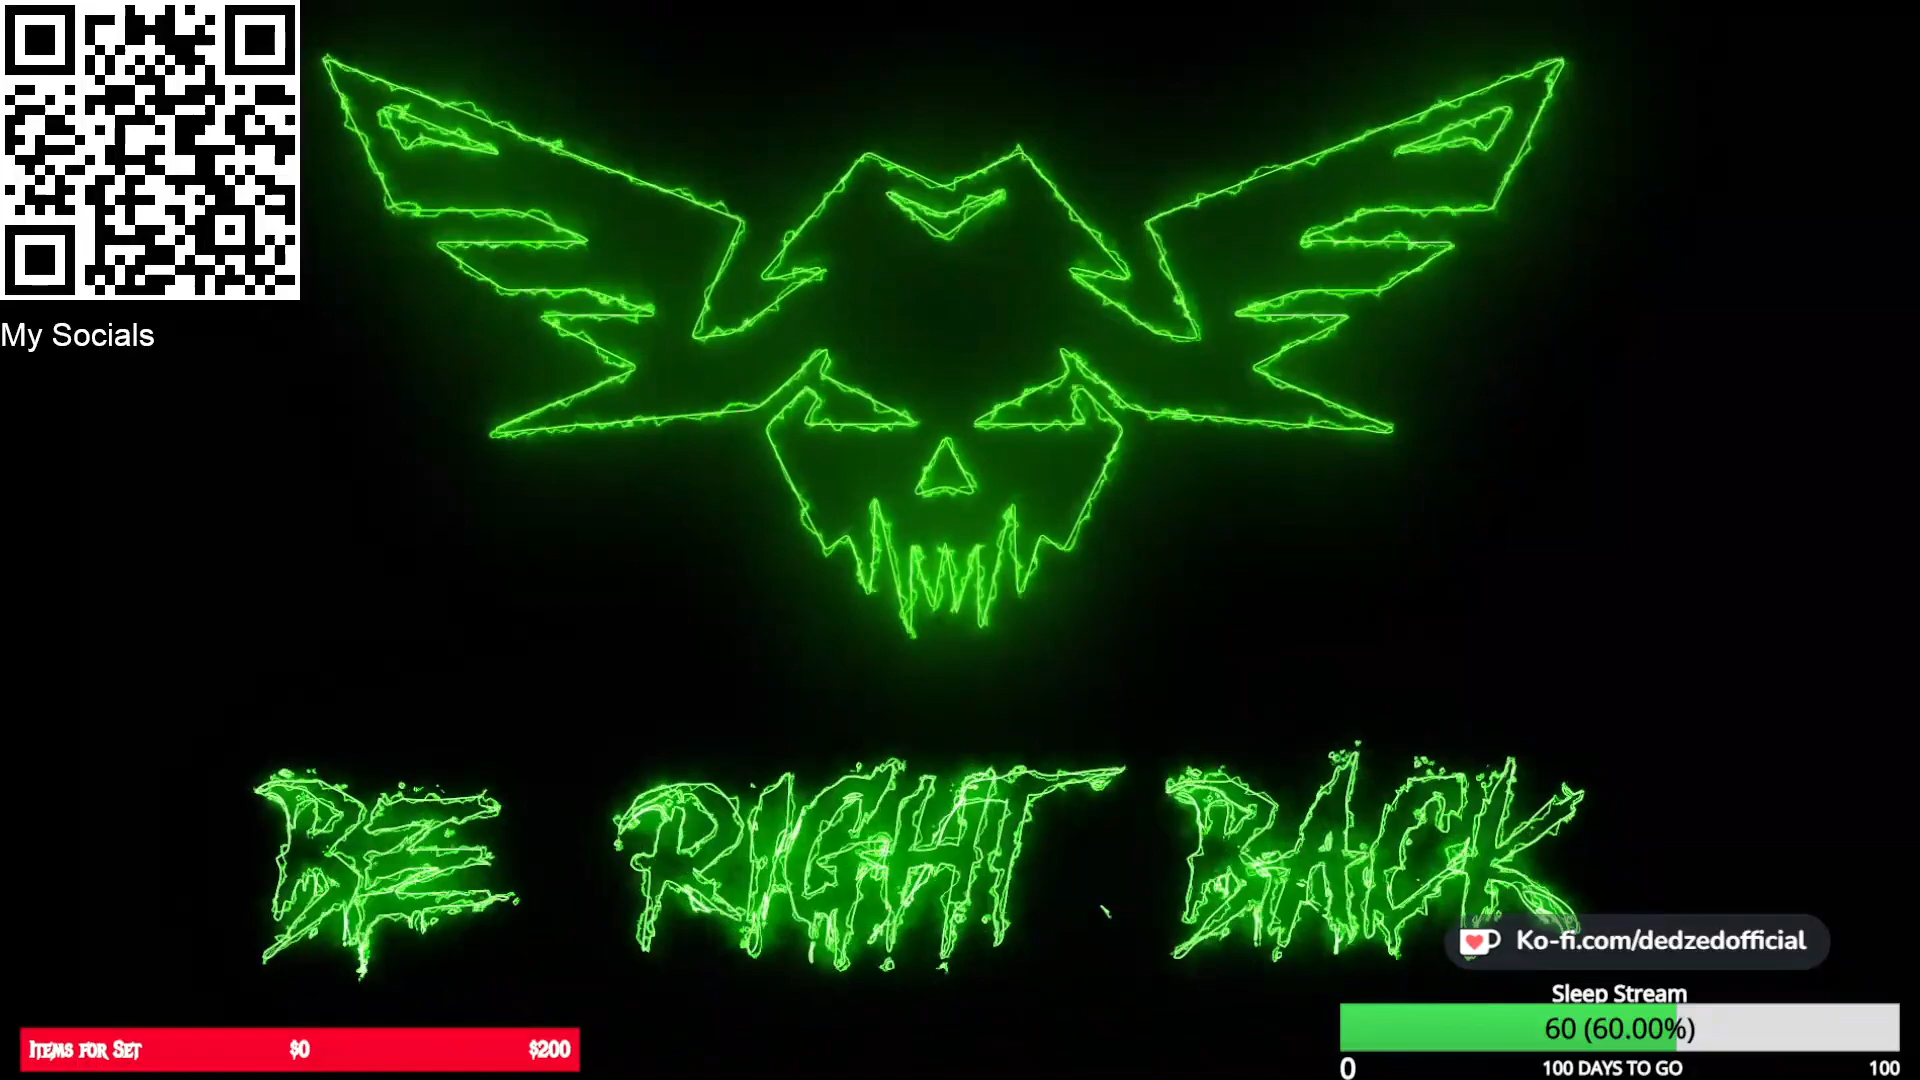 My Socials
BE RIGHT BACK
Ko-fi.com/dedzedofficial
Sleep Stream
60 (60.00%)
0 100 DAYS TO GO 100
Items for Set $0 $200